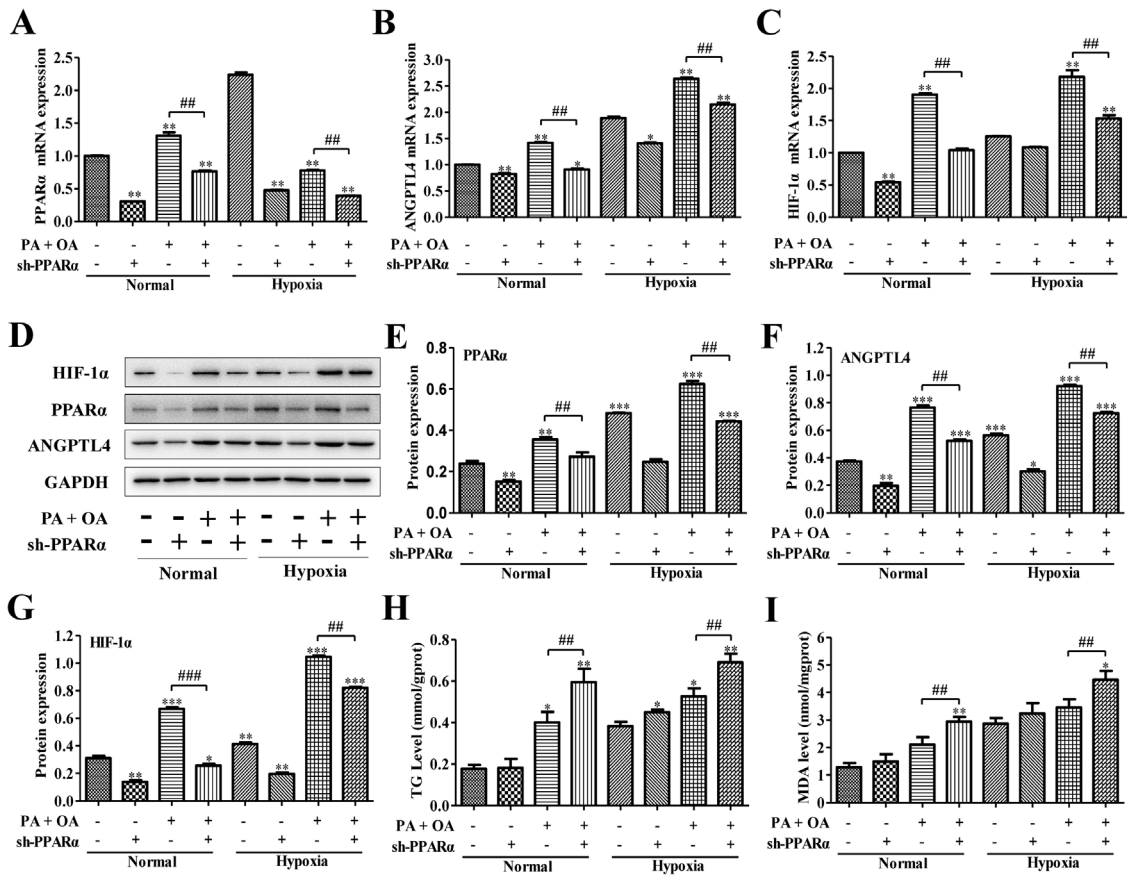 A
PPARα mRNA expression
2.5
2.0
1.5
1.0
0.5
0.0
** ** ** ** ** **
## ##
PA + OA - - + + - - + +
sh-PPARα - + - + - + - +
Normal Hypoxia
B
ANGPTL4 mRNA expression
3.0
2.5
2.0
1.5
1.0
0.5
0.0
** ** * * ** **
## ##
PA + OA - - + + - - + +
sh-PPARα - + - + - + - +
Normal Hypoxia
C
HIF-1α mRNA expression
2.5
2.0
1.5
1.0
0.5
0.0
** ** ** **
## ##
PA + OA - - + + - - + +
sh-PPARα - + - + - + - +
Normal Hypoxia
D
HIF-1α
PPARα
ANGPTL4
GAPDH
PA + OA - - + + - - + +
sh-PPARα - + - + - + - +
Normal Hypoxia
E
PPARα
Protein expression
0.8
0.6
0.4
0.2
0.0
** ** *** *** ***
## ##
PA + OA - - + + - - + +
sh-PPARα - + - + - + - +
Normal Hypoxia
F
ANGPTL4
Protein expression
1.0
0.8
0.6
0.4
0.2
0.0
** *** *** *** * *** ***
## ##
PA + OA - - + + - - + +
sh-PPARα - + - + - + - +
Normal Hypoxia
G
HIF-1α
Protein expression
1.2
1.0
0.8
0.6
0.4
0.2
0.0
** *** * ** ** *** ***
### ##
PA + OA - - + + - - + +
sh-PPARα - + - + - + - +
Normal Hypoxia
H
TG Level (mmol/gprot)
0.8
0.6
0.4
0.2
0.0
* ** * * **
## ##
PA + OA - - + + - - + +
sh-PPARα - + - + - + - +
Normal Hypoxia
I
MDA level (nmol/mgprot)
6
5
4
3
2
1
0
** *
## ##
PA + OA - - + + - - + +
sh-PPARα - + - + - + - +
Normal Hypoxia